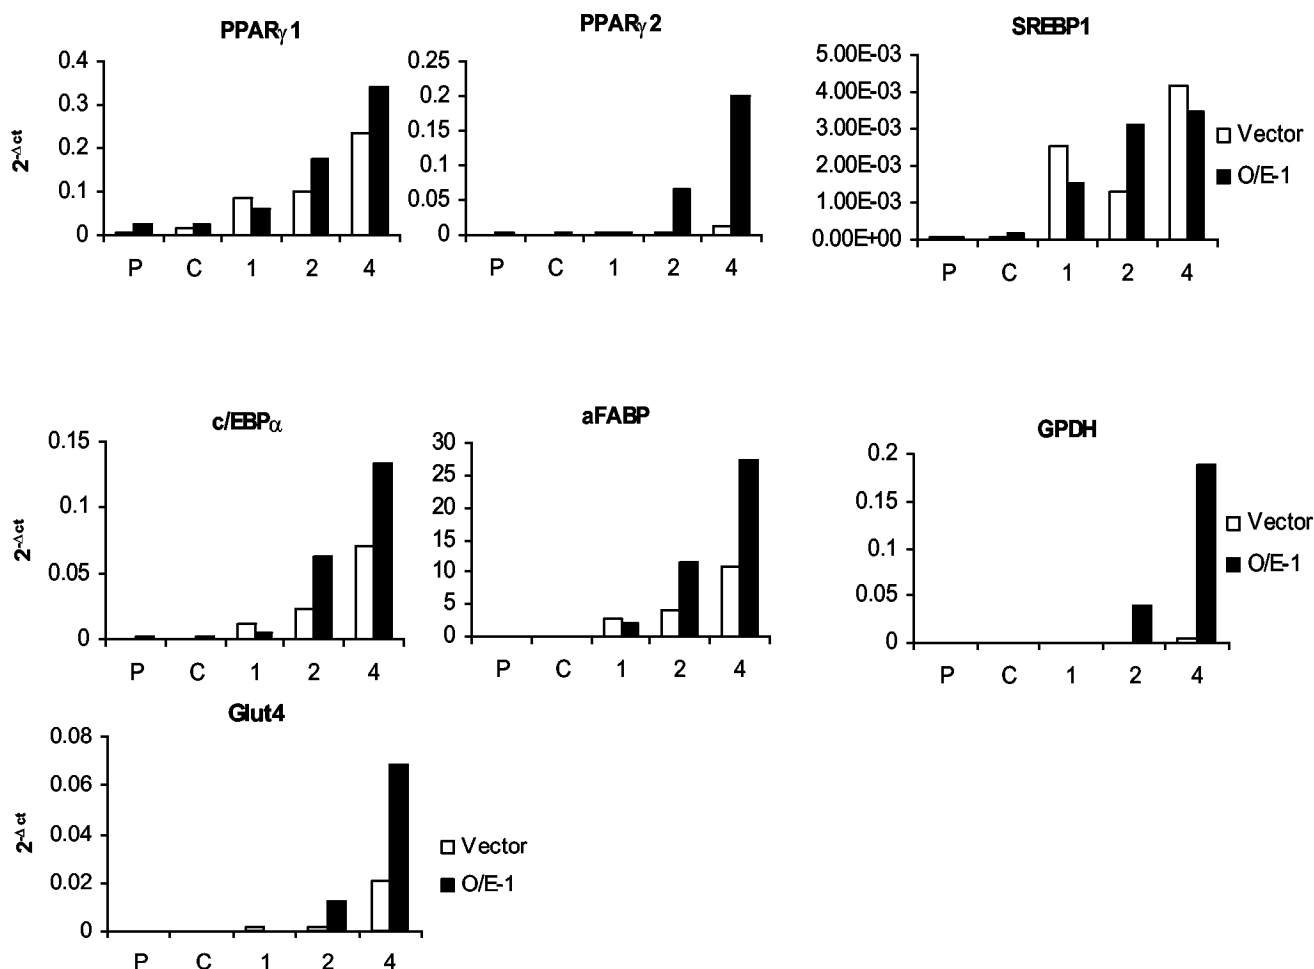 PPARγ1
0.4
0.3
0.2
0.1
0
2-Δct
P C 1 2 4
PPARγ2
0.25
0.2
0.15
0.1
0.05
0
P C 1 2 4
SREBP1
5.00E-03
4.00E-03
3.00E-03
2.00E-03
1.00E-03
0.00E+00
P C 1 2 4
Vector
O/E-1
c/EBPα
0.15
0.1
0.05
0
2-Δct
P C 1 2 4
aFABP
30
25
20
15
10
5
0
P C 1 2 4
GPDH
0.2
0.15
0.1
0.05
0
P C 1 2 4
Vector
O/E-1
Glut4
0.08
0.06
0.04
0.02
0
2-Δct
P C 1 2 4
Vector
O/E-1